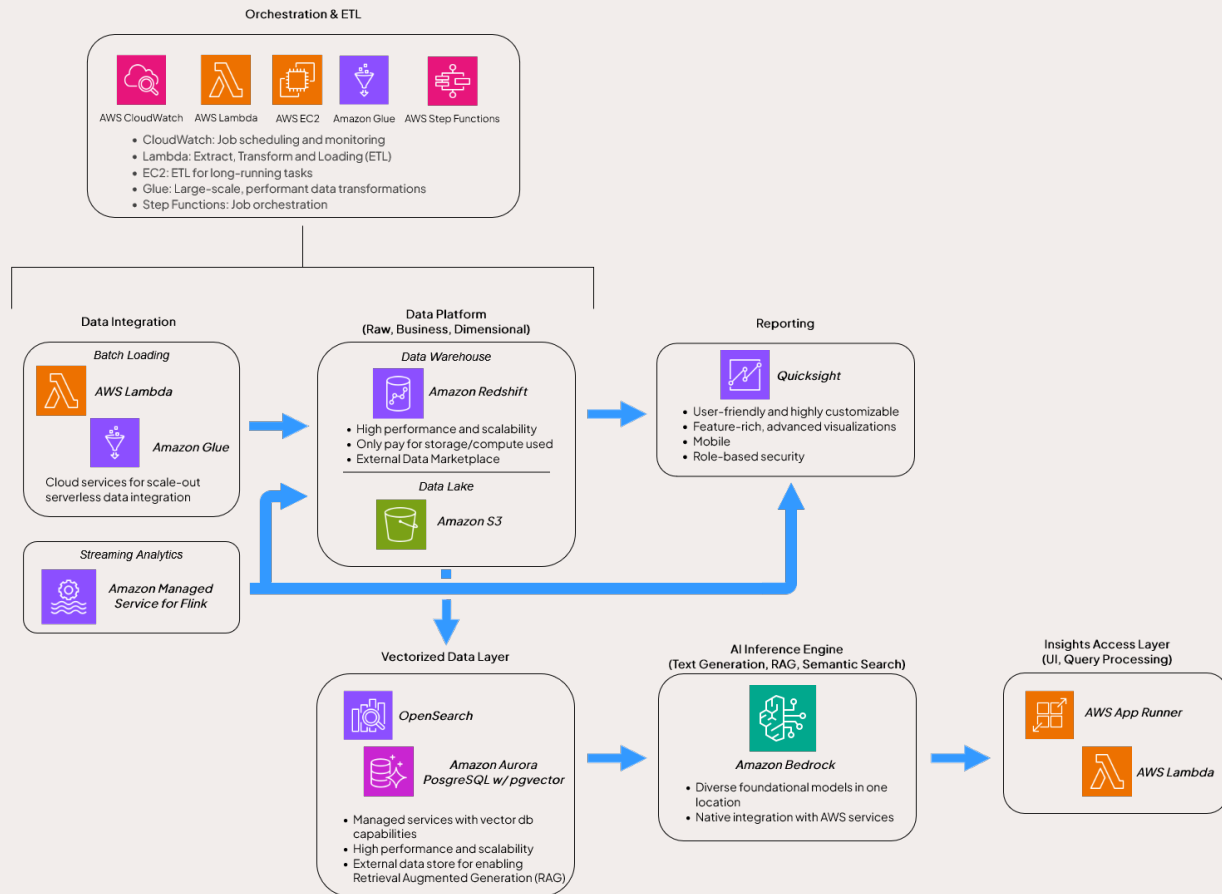 Orchestration & ETL
AWS CloudWatch
AWS Lambda
AWS EC2
Amazon Glue
AWS Step Functions
• CloudWatch: Job scheduling and monitoring
• Lambda: Extract, Transform and Loading (ETL)
• EC2: ETL for long-running tasks
• Glue: Large-scale, performant data transformations
• Step Functions: Job orchestration
Data Integration
Batch Loading
AWS Lambda
Amazon Glue
Cloud services for scale-out
serverless data integration
Streaming Analytics
Amazon Managed
Service for Flink
Data Platform
(Raw, Business, Dimensional)
Data Warehouse
Amazon Redshift
• High performance and scalability
• Only pay for storage/compute used
• External Data Marketplace
Data Lake
Amazon S3
Reporting
Quicksight
• User-friendly and highly customizable
• Feature-rich, advanced visualizations
• Mobile
• Role-based security
Vectorized Data Layer
OpenSearch
Amazon Aurora
PosgreSQL w/ pgvector
• Managed services with vector db
capabilities
• High performance and scalability
• External data store for enabling
Retrieval Augmented Generation (RAG)
AI Inference Engine
(Text Generation, RAG, Semantic Search)
Amazon Bedrock
• Diverse foundational models in one
location
• Native integration with AWS services
Insights Access Layer
(UI, Query Processing)
AWS App Runner
AWS Lambda